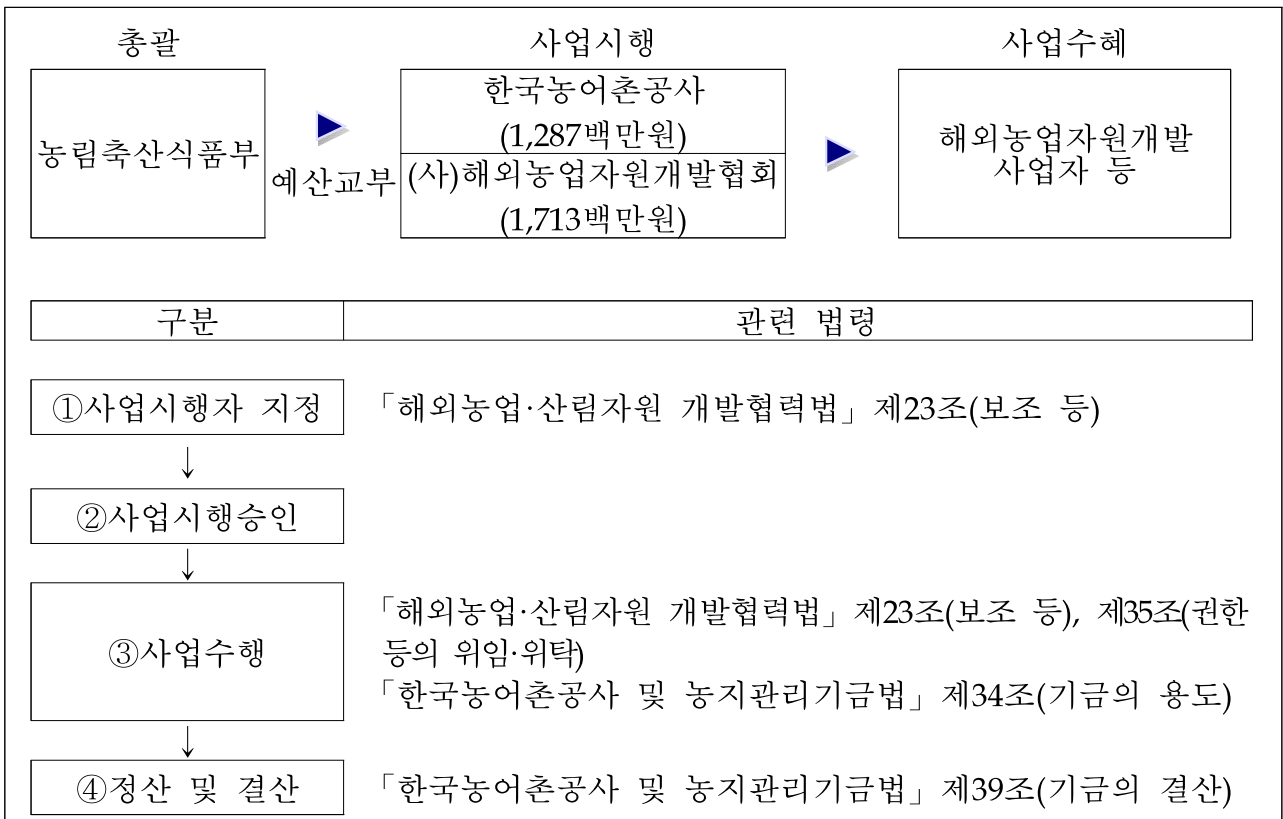 총괄
사업시행
사업수혜
농림축산식품부
예산교부
한국농어촌공사
(1,287백만원)
(사)해외농업자원개발협회
(1,713백만원)
해외농업자원개발
사업자 등
구분
관련 법령
①사업시행자 지정
「해외농업·산림자원 개발협력법」 제23조(보조 등)
↓
②사업시행승인
↓
③사업수행
「해외농업·산림자원 개발협력법」 제23조(보조 등), 제35조(권한
등의 위임·위탁)
「한국농어촌공사 및 농지관리기금법」 제34조(기금의 용도)
↓
④정산 및 결산
「한국농어촌공사 및 농지관리기금법」 제39조(기금의 결산)